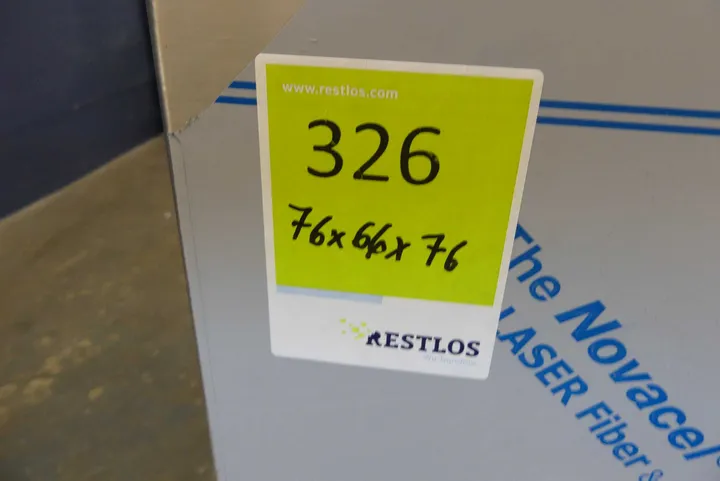 www.restlos.com
326
76x66x76
RESTLOS
The Novacel
LASER Fiber &